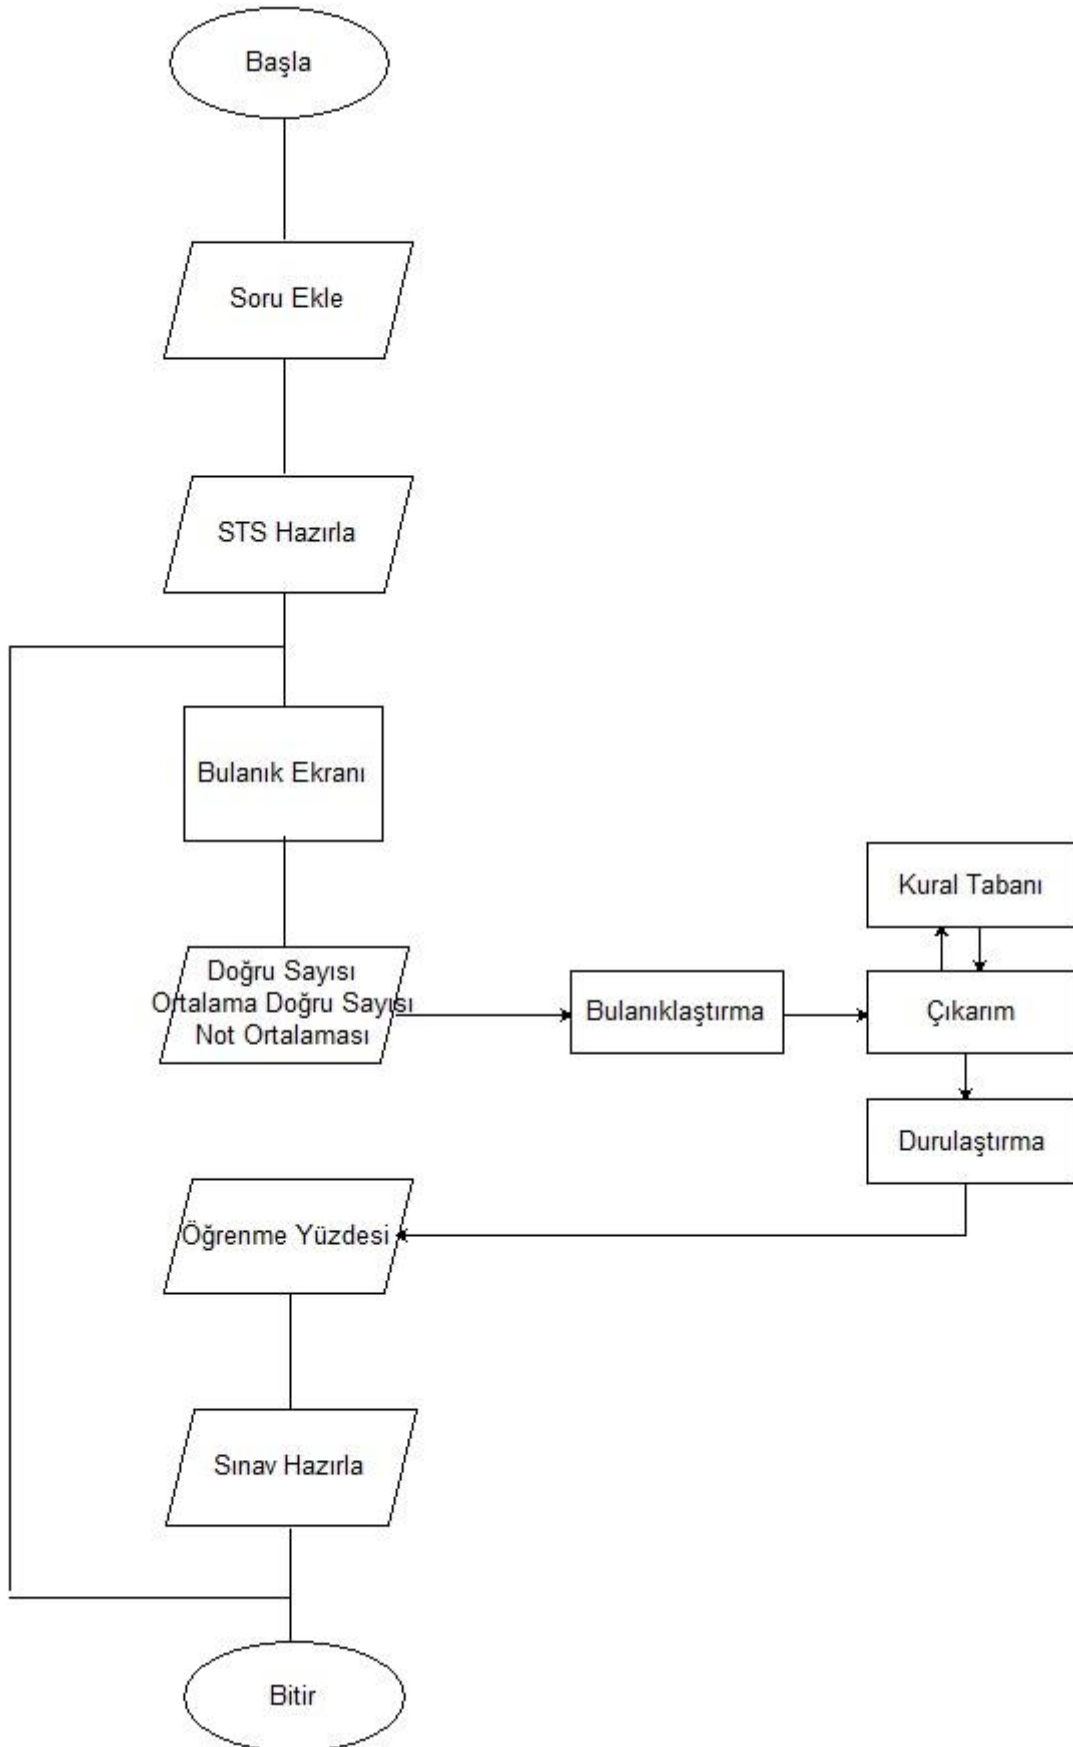 Başla
Soru Ekle
STS Hazırla
Bulanık Ekranı
Doğru Sayısı
Ortalama Doğru Sayısı
Not Ortalaması
Bulanıklaştırma
Kural Tabanı
Çıkarım
Durulaştırma
Öğrenme Yüzdesi
Sınav Hazırla
Bitir